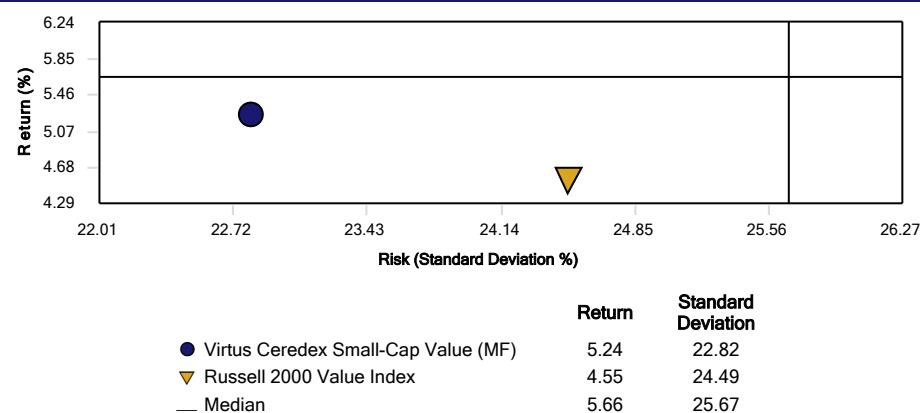 6.24
5.85
5.46
5.07
4.68
4.29
Return (%)
22.01 22.72 23.43 24.14 24.85 25.56 26.27
Risk (Standard Deviation %)
Return Standard Deviation
Virtus Ceredex Small-Cap Value (MF) 5.24 22.82
Russell 2000 Value Index 4.55 24.49
Median 5.66 25.67